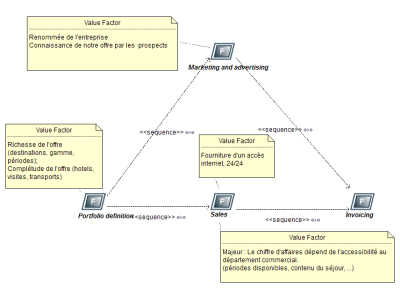 Value Factor
Renommée de l'entreprise
Connaissance de notre offre par les prospects
F
Marketing and advertising
Value Factor
Richesse de l'offre
(destinations, gamme,
périodes);
Complétude de l'offre (hotels,
visites, transports)
<<sequence>>
<<sequence>>
Value Factor
Fourniture d'un accès
internet, 24/24
F
Portfolio definition
<<sequence>>
F
Sales
<<sequence>>
F
Invoicing
Value Factor
Majeur : Le chiffre d'affaires dépend de l'accessibilité au
département commercial.
(périodes disponibles, contenu du séjour, ...)